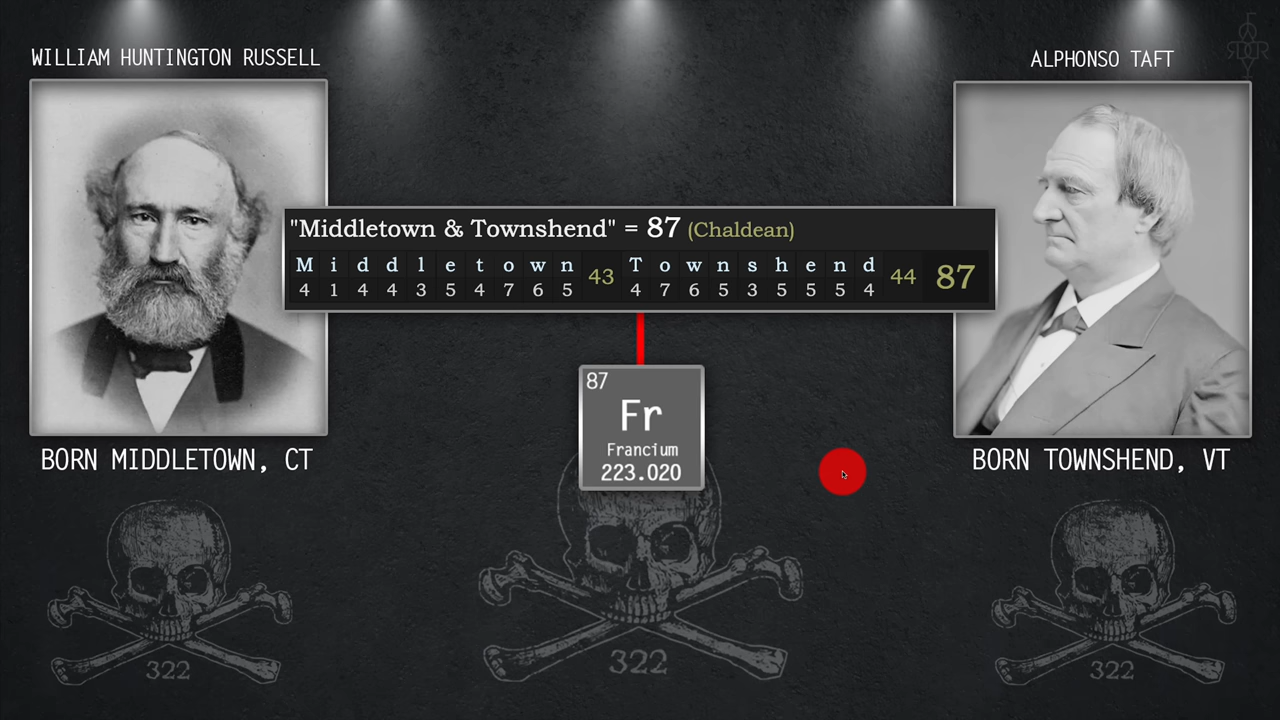 WILLIAM HUNTINGTON RUSSELL
ALPHONSO TAFT
"Middletown & Townshend" = 87 (Chaldean)
M i d d l e t o w n 43 T o w n s h e n d 44 87
4 1 4 4 3 5 4 7 6 5 4 7 6 5 3 5 5 5 4
87
Fr
Francium
223.020
BORN MIDDLETOWN, CT
BORN TOWNSHEND, VT
322
322
322